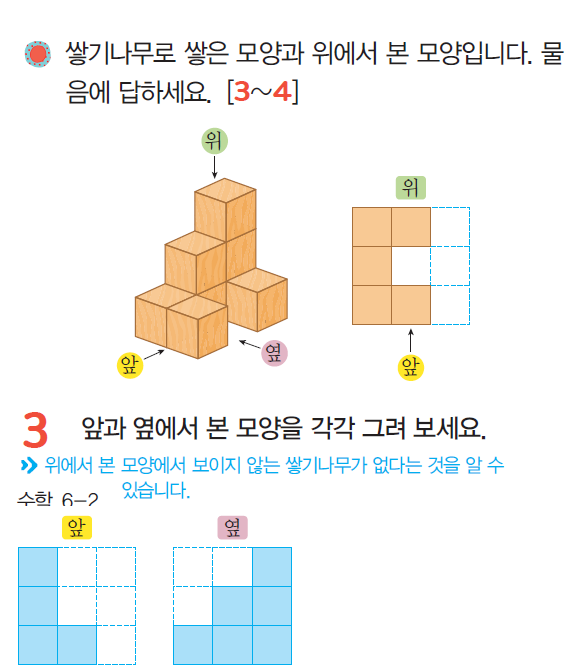 쌓기나무로 쌓은 모양과 위에서 본 모양입니다. 물
음에 답하세요. [3~4]
위
위
앞
옆
앞
3 앞과 옆에서 본 모양을 각각 그려 보세요.
≫ 위에서 본 모양에서 보이지 않는 쌓기나무가 없다는 것을 알 수
있습니다.
수학 6-2
앞
옆